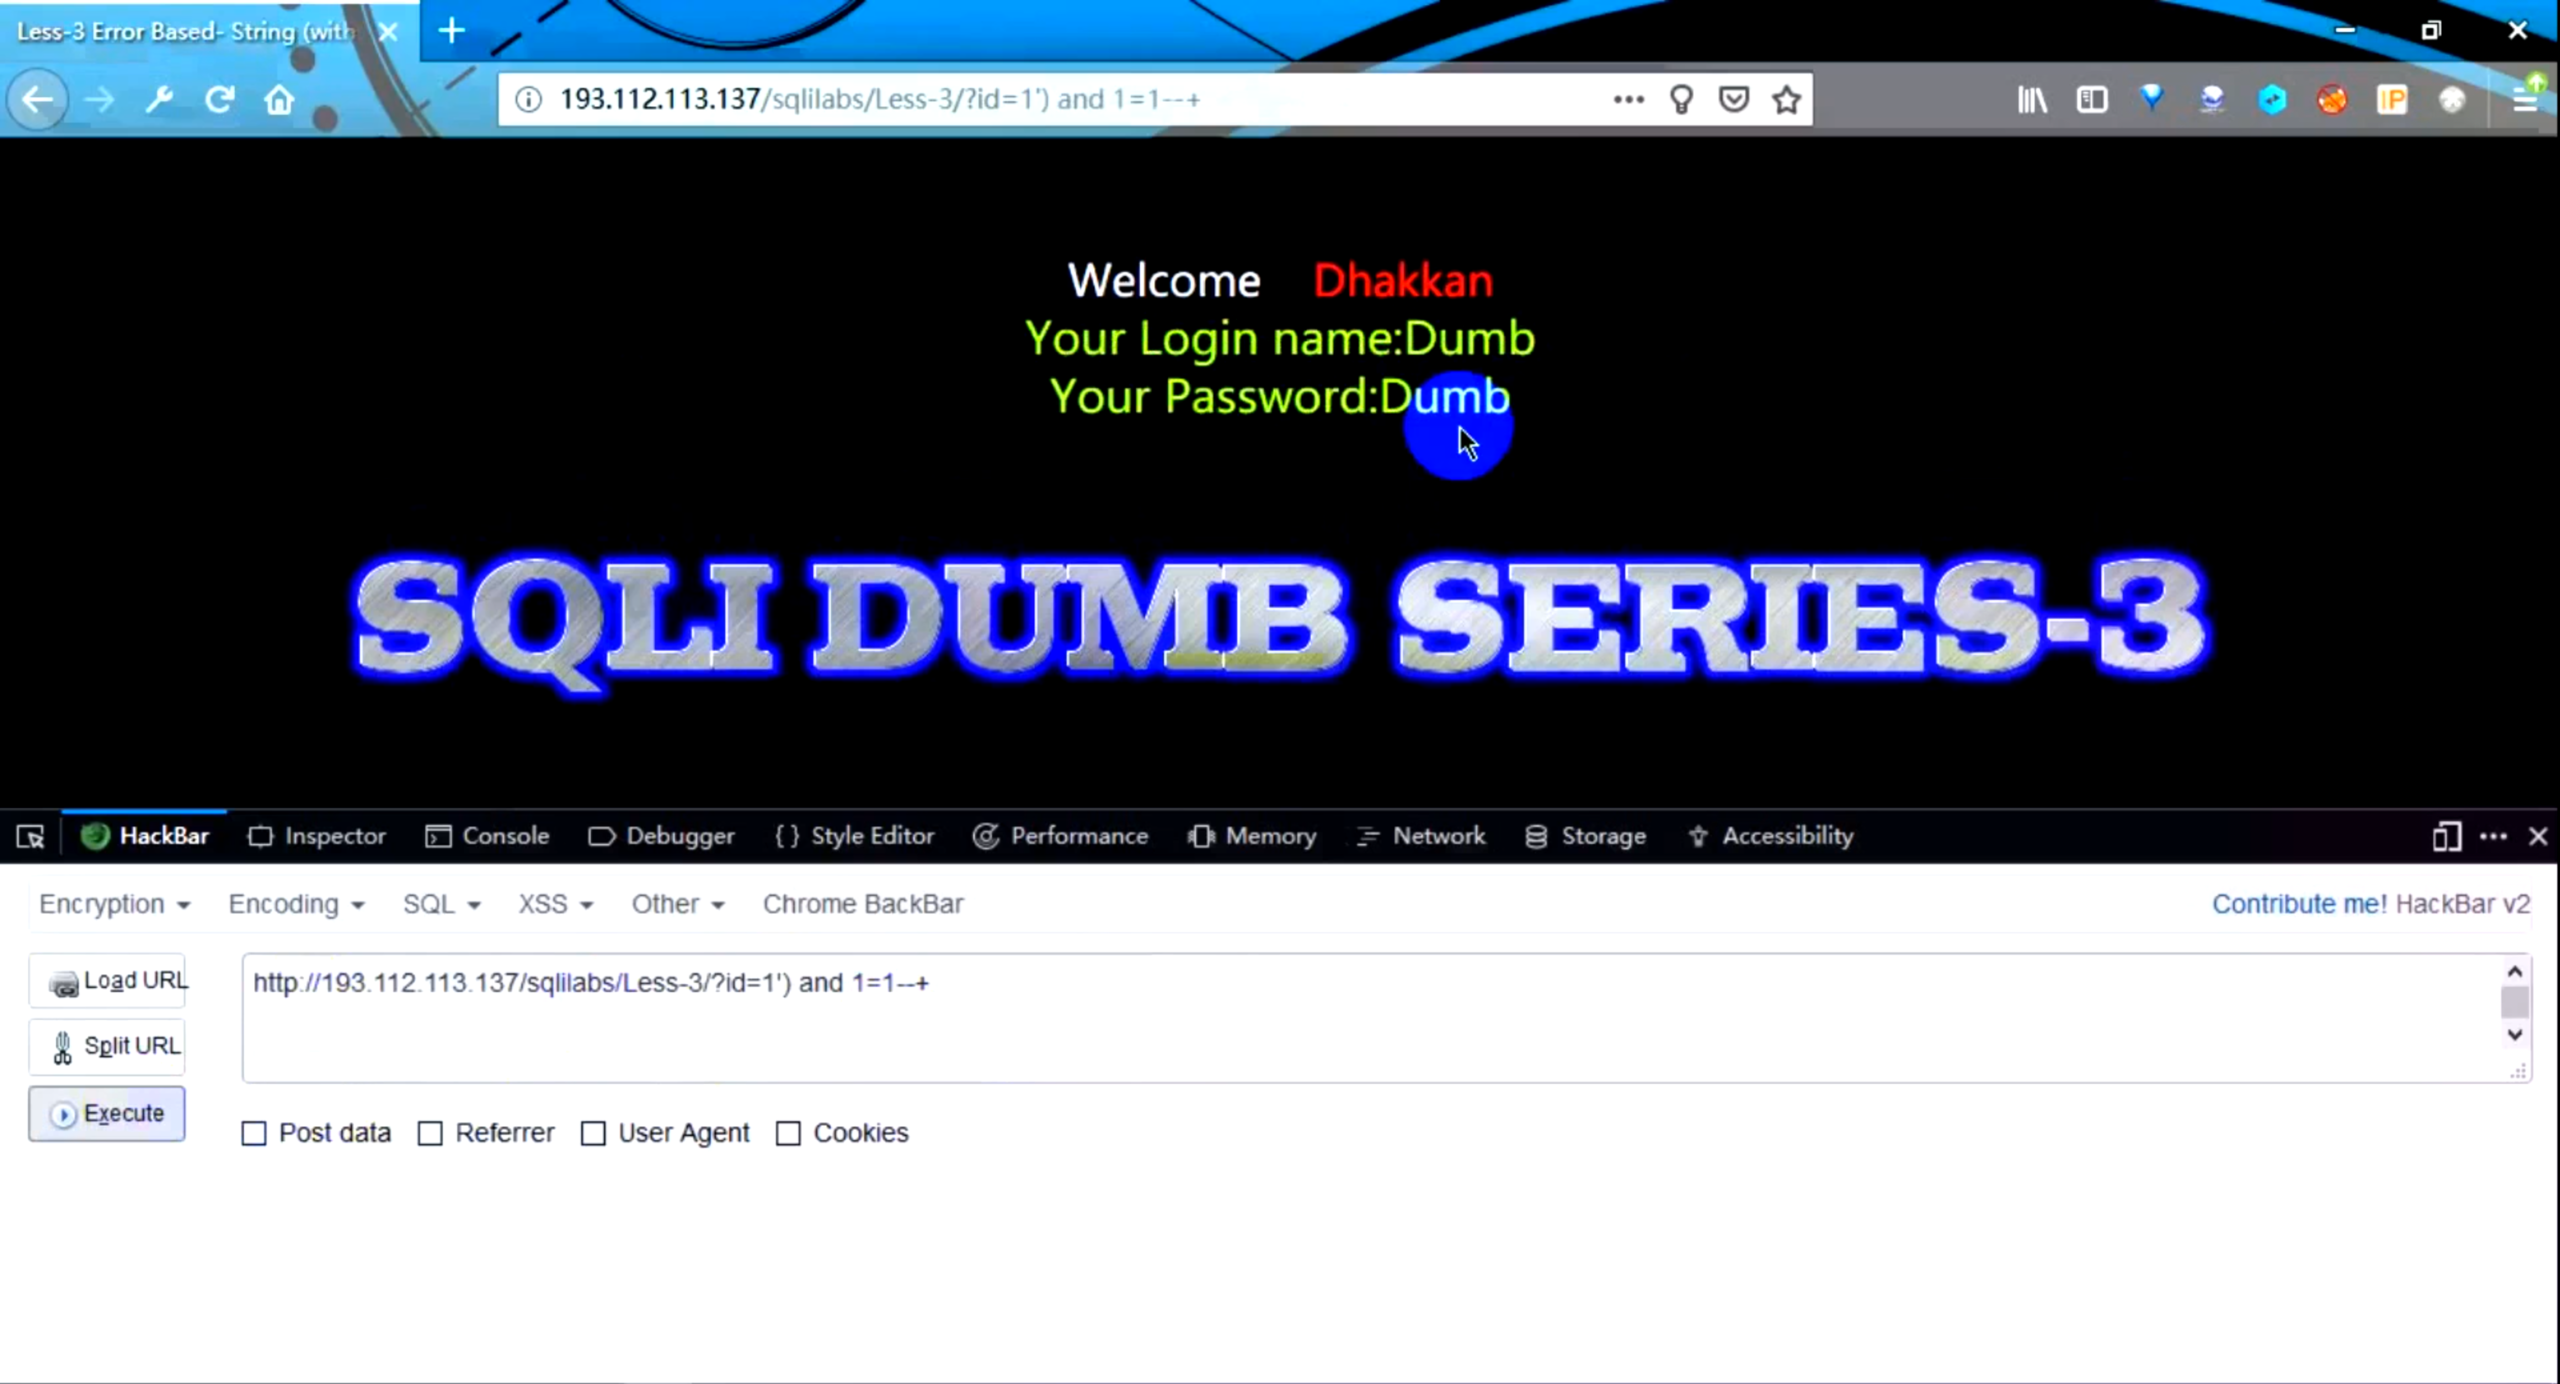 Less-3 Error Based- String (with
193.112.113.137/sqlilabs/Less-3/?id=1') and 1=1--+
IP
Welcome Dhakkan
Your Login name:Dumb
Your Password:Dumb
SQLI DUMB SERIES-3
HackBar Inspector Console Debugger {} Style Editor Performance Memory Network Storage Accessibility
Encryption Encoding SQL XSS Other Chrome BackBar Contribute me! HackBar v2
Load URL http://193.112.113.137/sqlilabs/Less-3/?id=1') and 1=1--+
Split URL
Execute
Post data Referrer User Agent Cookies